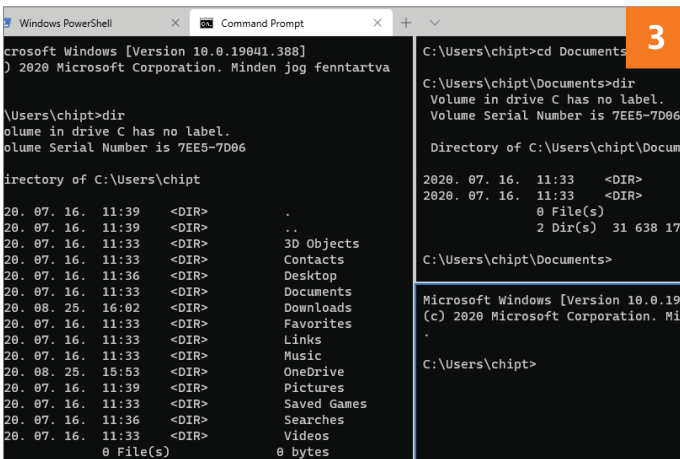 Windows PowerShell
Command Prompt
3
crosoft Windows [Version 10.0.19041.388]
) 2020 Microsoft Corporation. Minden jog fenntartva
\Users\chipt>dir
olume in drive C has no label.
olume Serial Number is 7EE5-7D06
irectory of C:\Users\chipt
20. 07. 16. 11:39 <DIR> .
20. 07. 16. 11:39 <DIR> ..
20. 07. 16. 11:33 <DIR> 3D Objects
20. 07. 16. 11:33 <DIR> Contacts
20. 07. 16. 11:36 <DIR> Desktop
20. 07. 16. 11:33 <DIR> Documents
20. 08. 25. 16:02 <DIR> Downloads
20. 07. 16. 11:33 <DIR> Favorites
20. 07. 16. 11:33 <DIR> Links
20. 07. 16. 11:33 <DIR> Music
20. 08. 25. 15:53 <DIR> OneDrive
20. 07. 16. 11:39 <DIR> Pictures
20. 07. 16. 11:33 <DIR> Saved Games
20. 07. 16. 11:36 <DIR> Searches
20. 07. 16. 11:33 <DIR> Videos
0 File(s) 0 bytes
C:\Users\chipt>cd Documents
C:\Users\chipt\Documents>dir
Volume in drive C has no label.
Volume Serial Number is 7EE5-7D06
Directory of C:\Users\chipt\Docum
2020. 07. 16. 11:33 <DIR>
2020. 07. 16. 11:33 <DIR>
0 File(s)
2 Dir(s) 31 638 17
C:\Users\chipt\Documents>
Microsoft Windows [Version 10.0.19
(c) 2020 Microsoft Corporation. Mi
.
C:\Users\chipt>